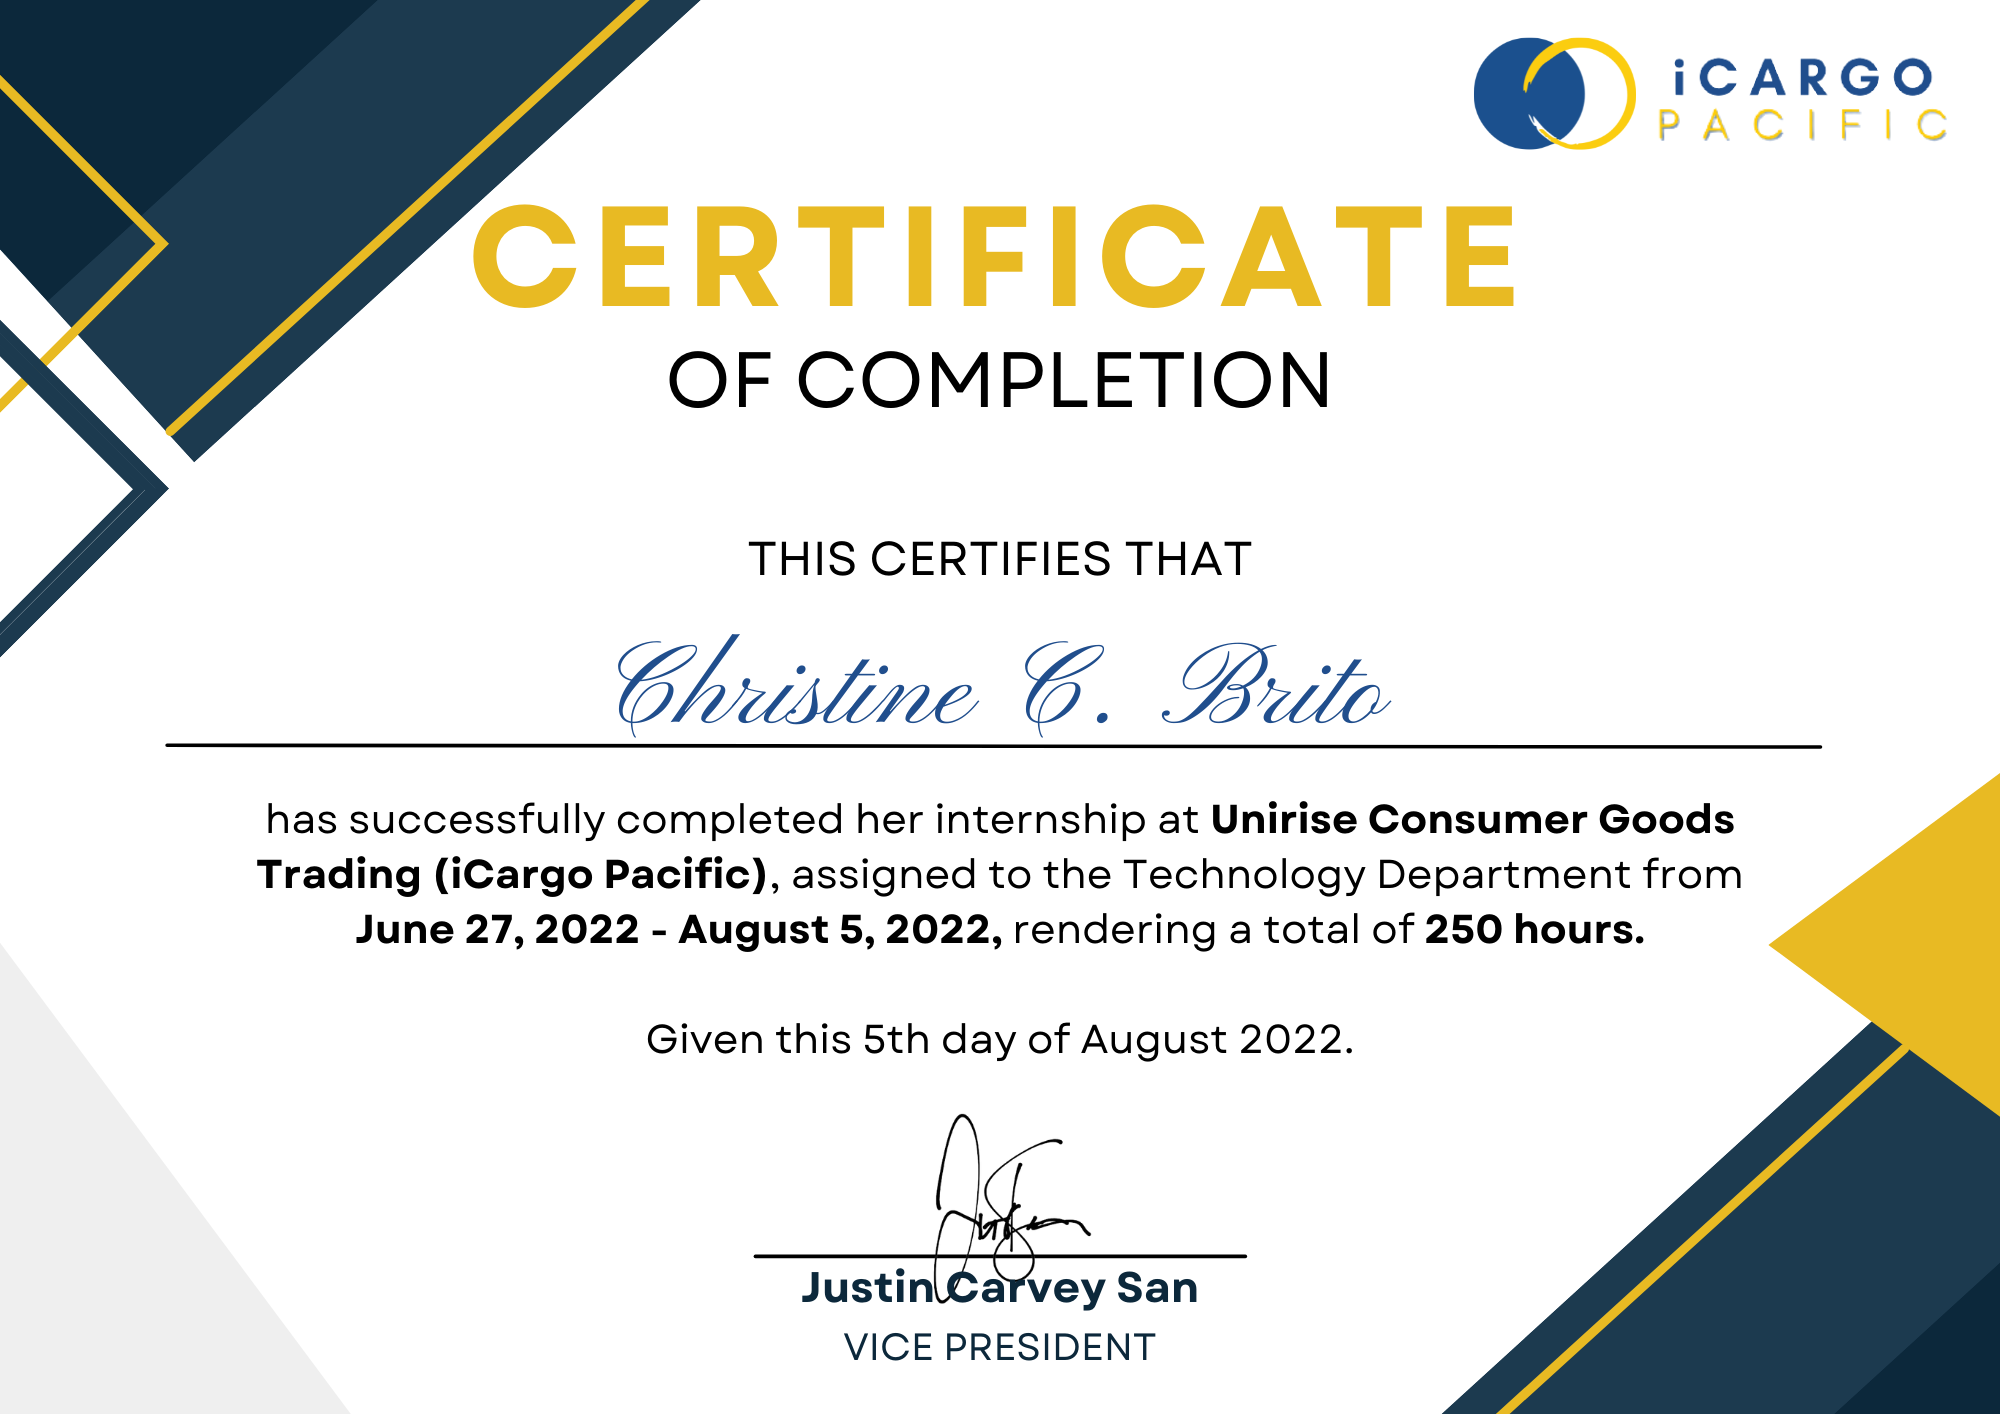 iCARGO
PACIFIC
CERTIFICATE
OF COMPLETION
THIS CERTIFIES THAT
Christine C. Brito
has successfully completed her internship at Unirise Consumer Goods
Trading (iCargo Pacific), assigned to the Technology Department from
June 27, 2022 - August 5, 2022, rendering a total of 250 hours.
Given this 5th day of August 2022.
Justin Carvey San
VICE PRESIDENT